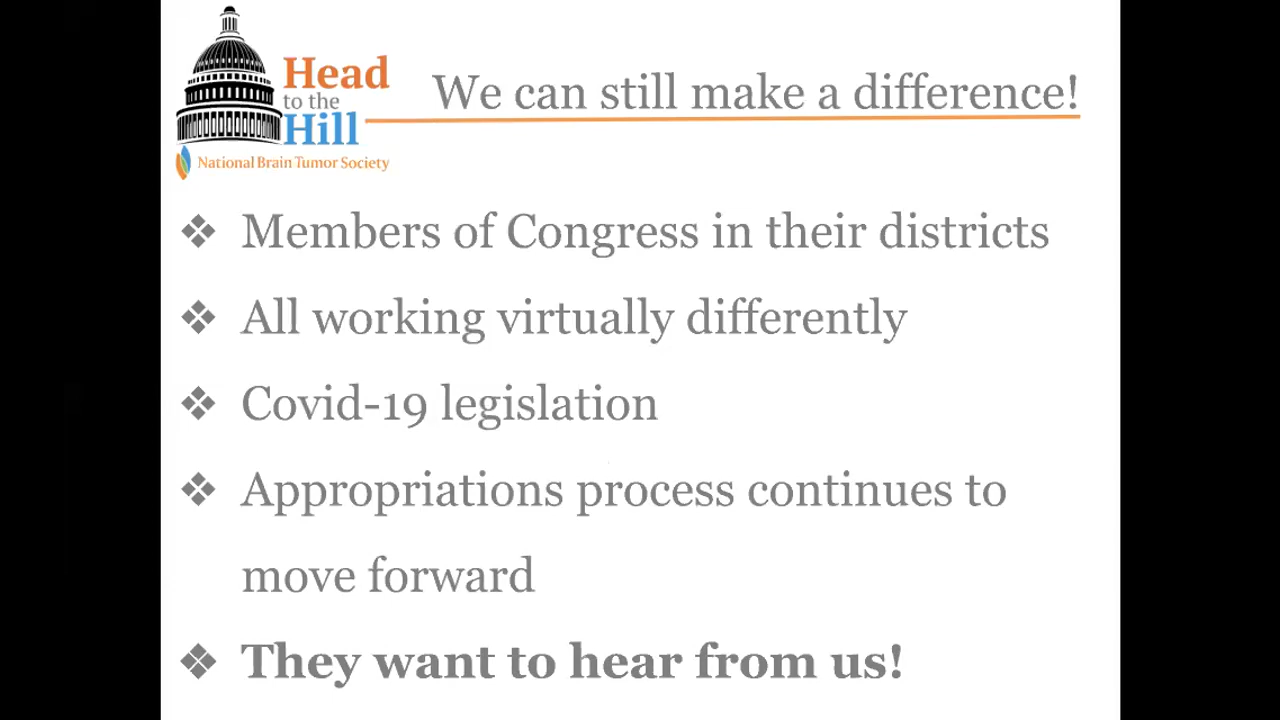 Head
to the
Hill
National Brain Tumor Society
We can still make a difference!
❖ Members of Congress in their districts
❖ All working virtually differently
❖ Covid-19 legislation
❖ Appropriations process continues to
move forward
❖ They want to hear from us!